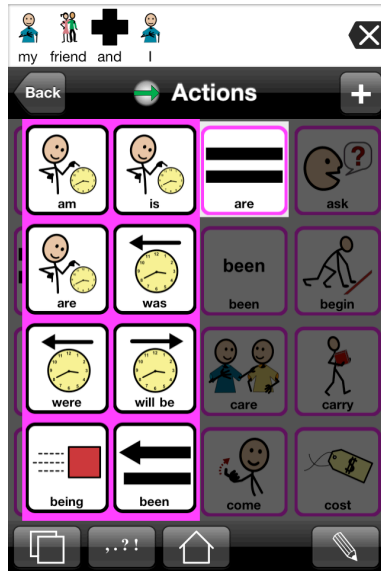 my friend and I
Back Actions +
am is are ask
are was been begin
been
were will be care carry
being been come cost
, . ? !